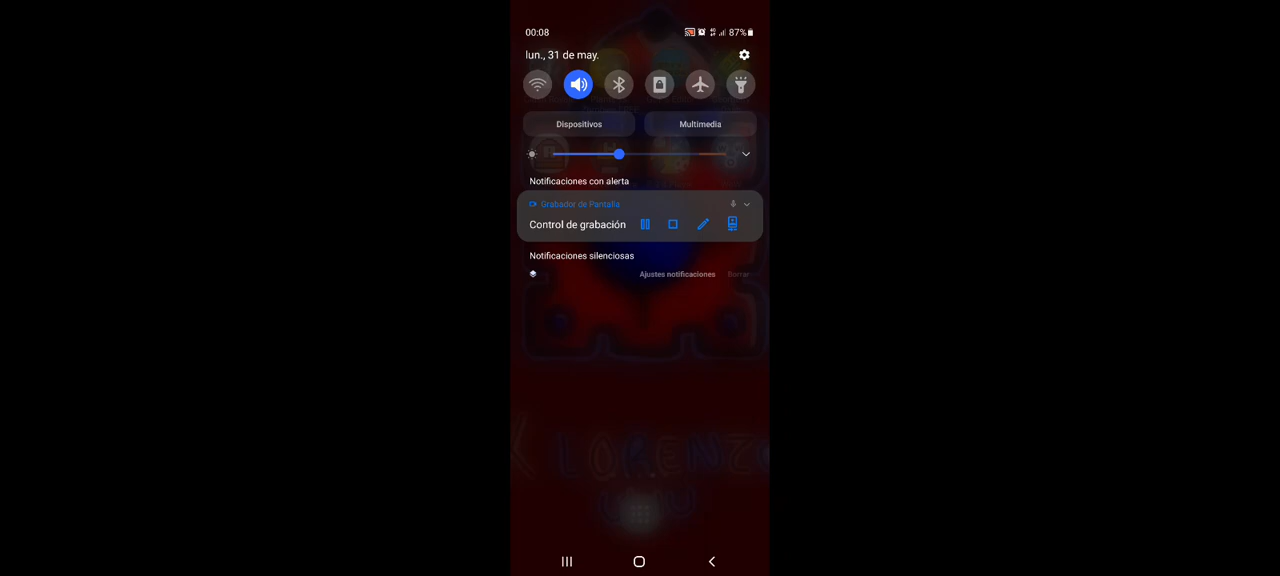 00:08
87%
lun., 31 de may.
Dispositivos
Multimedia
Notificaciones con alerta
Grabador de Pantalla
Control de grabación
Notificaciones silenciosas
Ajustes notificaciones
Borrar
LORENZO